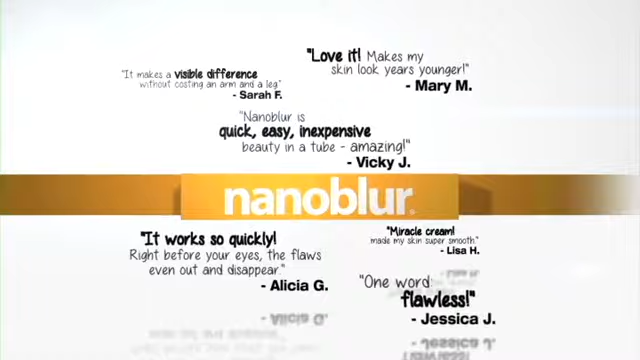 "Love it! Makes my
skin look years younger!"
- Mary M.
"It makes a visible difference
without costing an arm and a leg."
- Sarah F.
"Nanoblur is
quick, easy, inexpensive
beauty in a tube - amazing!"
- Vicky J.
nanoblur.
"It works so quickly!
Right before your eyes, the flaws
even out and disappear."
- Alicia G.
"Miracle cream!
made my skin super smooth."
- Lisa H.
"One word:
flawless!"
- Jessica J.